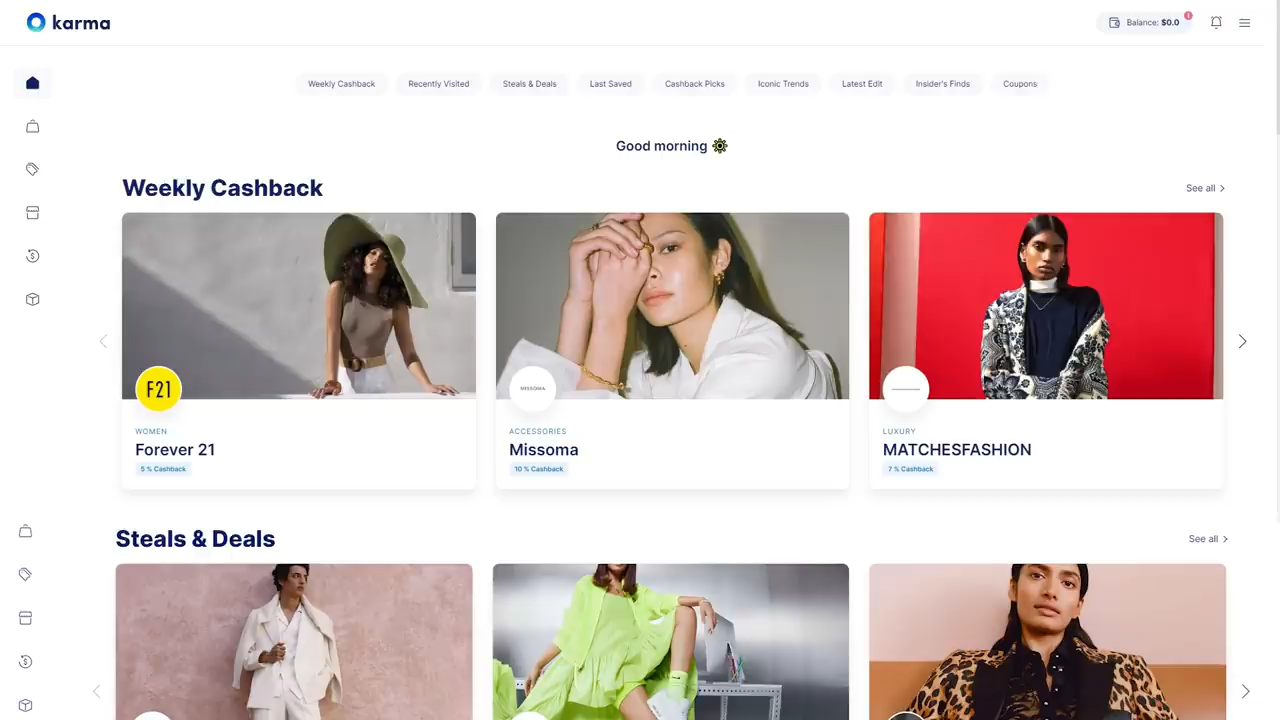 karma
Balance: $0.0
Weekly Cashback
Recently Visited
Steals & Deals
Last Saved
Cashback Picks
Iconic Trends
Latest Edit
Insider's Finds
Coupons
Good morning
Weekly Cashback
See all
F21
WOMEN
Forever 21
5 % Cashback
MISSOMA
ACCESSORIES
Missoma
10 % Cashback
LUXURY
MATCHESFASHION
7 % Cashback
Steals & Deals
See all